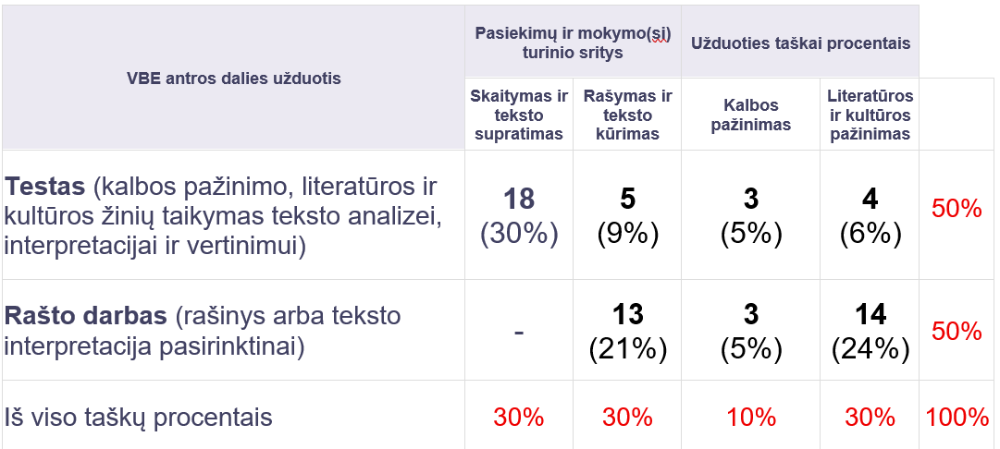 VBE antros dalies užduotis
Pasiekimų ir mokymo(si)
turinio sritys
Užduoties taškai procentais
Skaitymas ir
teksto
supratimas
Rašymas ir
teksto
kūrimas
Kalbos
pažinimas
Literatūros
ir kultūros
pažinimas
Testas (kalbos pažinimo, literatūros ir
kultūros žinių taikymas teksto analizei,
interpretacijai ir vertinimui)
18
(30%)
5
(9%)
3
(5%)
4
(6%)
50%
Rašto darbas (rašinys arba teksto
interpretacija pasirinktinai)
-
13
(21%)
3
(5%)
14
(24%)
50%
Iš viso taškų procentais
30%
30%
10%
30%
100%